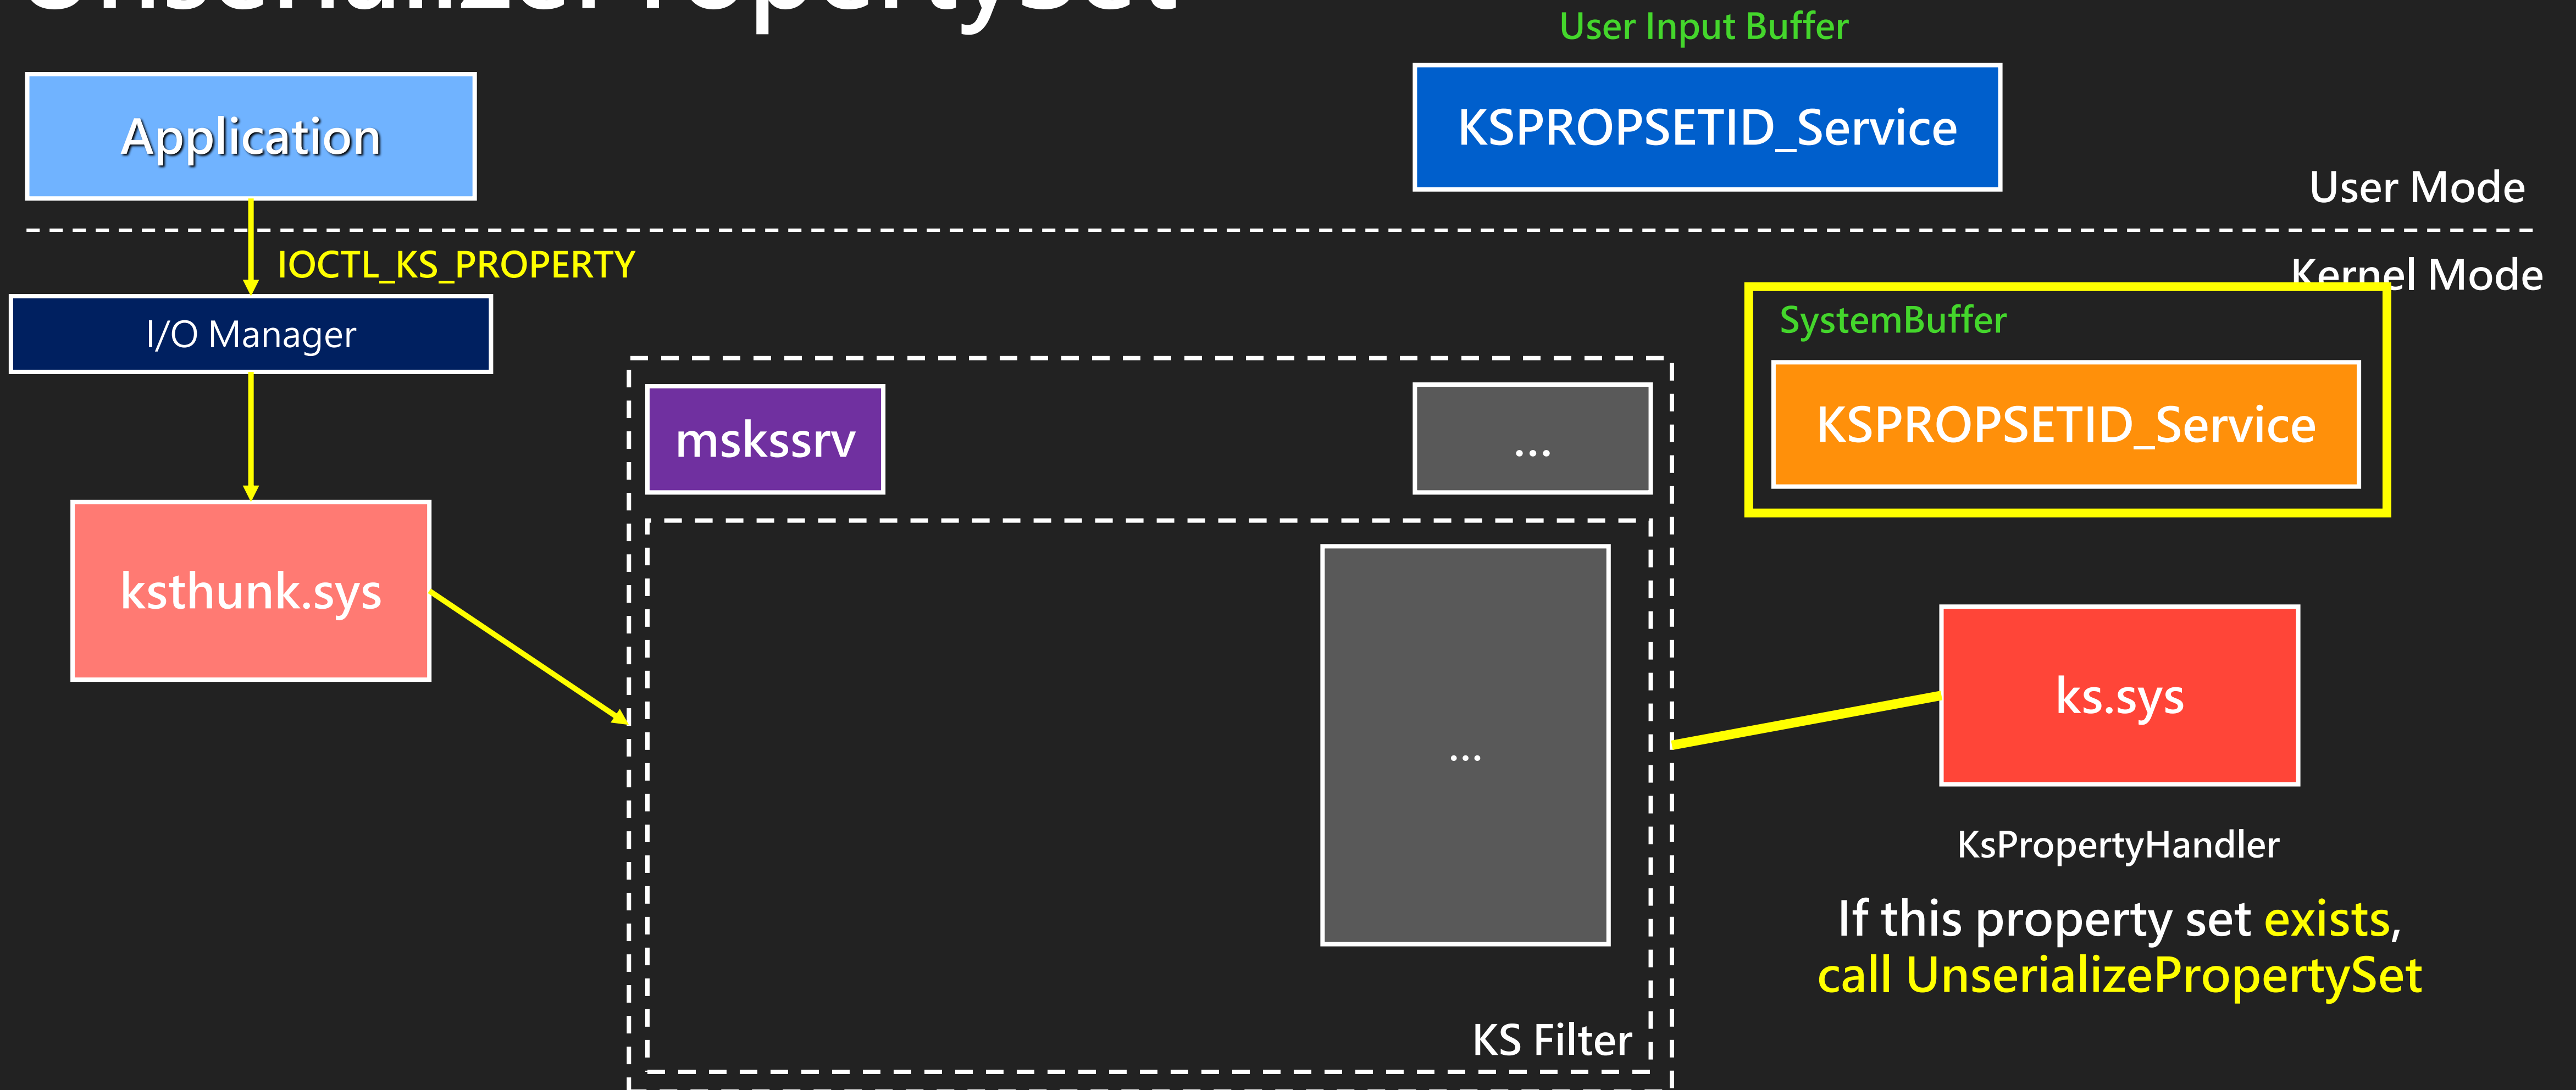 UnserializePropertySet
User Input Buffer
Application
KSPROPSETID_Service
User Mode
IOCTL_KS_PROPERTY
Kernel Mode
I/O Manager
SystemBuffer
mskssrv
...
KSPROPSETID_Service
ksthunk.sys
...
ks.sys
KsPropertyHandler
If this property set exists,
call UnserializePropertySet
KS Filter